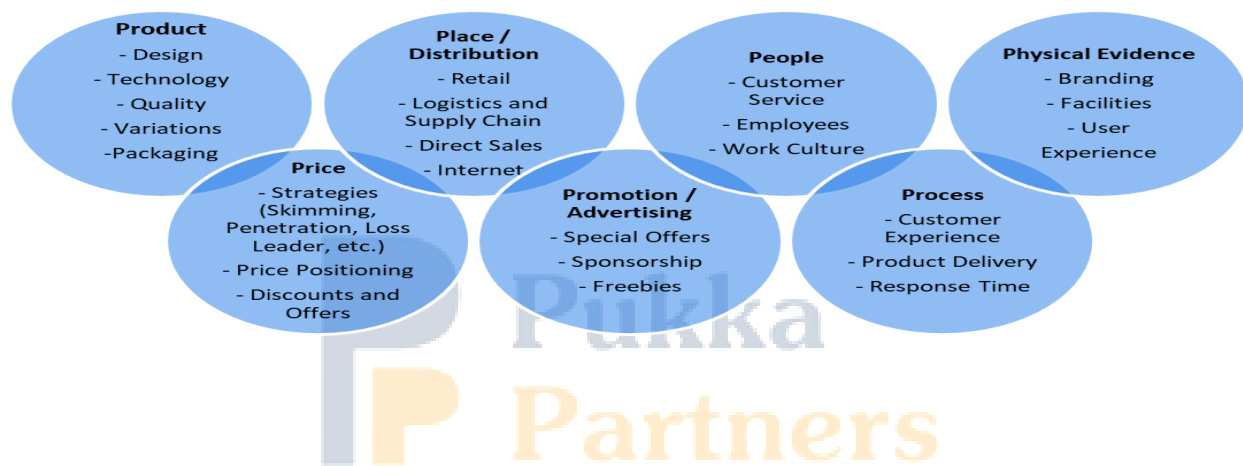 Product
- Design
- Technology
- Quality
- Variations
-Packaging
Price
- Strategies
(Skimming,
Penetration, Loss
Leader, etc.)
- Price Positioning
- Discounts and
Offers
Place /
Distribution
- Retail
- Logistics and
Supply Chain
- Direct Sales
- Internet
Promotion /
Advertising
- Special Offers
- Sponsorship
- Freebies
People
- Customer
Service
- Employees
- Work Culture
Process
- Customer
Experience
- Product Delivery
- Response Time
Physical Evidence
- Branding
- Facilities
- User
Experience
Pukka
Partners